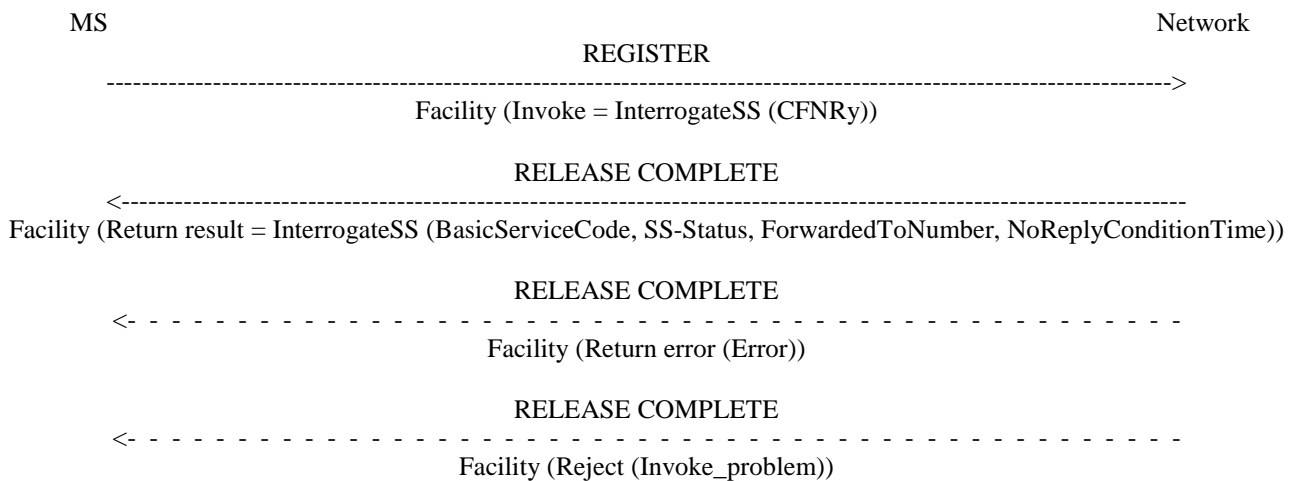 MS Network
REGISTER
Facility (Invoke = InterrogateSS (CFNRy))
RELEASE COMPLETE
Facility (Return result = InterrogateSS (BasicServiceCode, SS-Status, ForwardedToNumber, NoReplyConditionTime))
RELEASE COMPLETE
Facility (Return error (Error))
RELEASE COMPLETE
Facility (Reject (Invoke_problem))